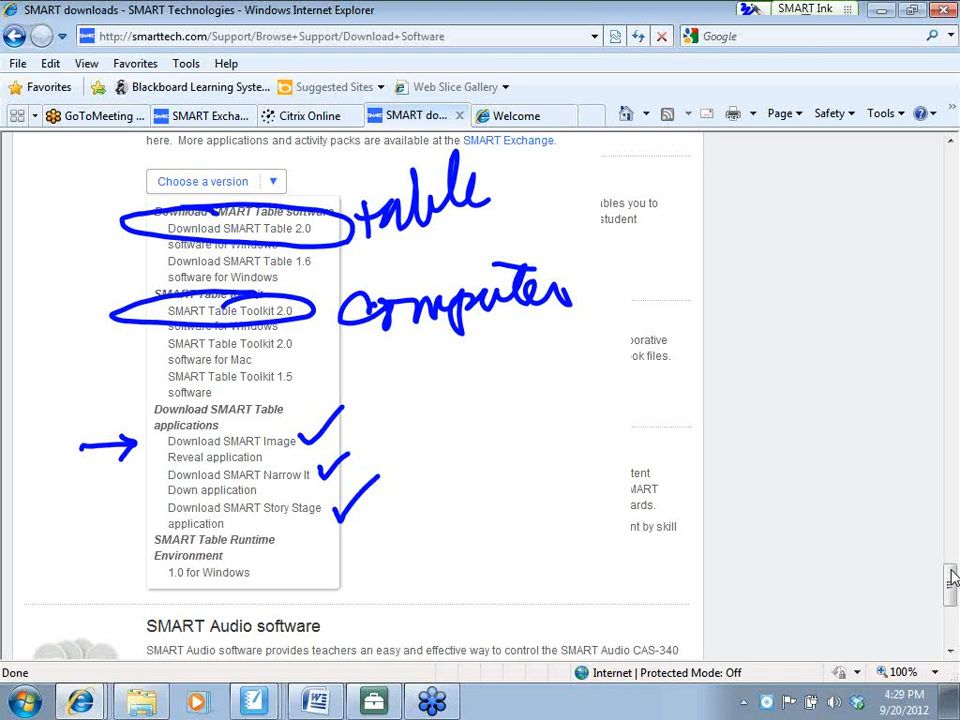 SMART downloads - SMART Technologies - Windows Internet Explorer
SMART Ink
http://smarttech.com/Support/Browse+Support/Download+Software
Google
File Edit View Favorites Tools Help
Favorites Blackboard Learning Syste... Suggested Sites Web Slice Gallery
GoToMeeting ... SMART Excha... Citrix Online SMART do... Welcome Page Safety Tools
here. More applications and activity packs are available at the SMART Exchange.
Choose a version
Download SMART Table software
Download SMART Table 2.0
software for Windows
Download SMART Table 1.6
software for Windows
SMART Table Toolkit
SMART Table Toolkit 2.0
software for Windows
SMART Table Toolkit 2.0
software for Mac
SMART Table Toolkit 1.5
software
Download SMART Table
applications
Download SMART Image
Reveal application
Download SMART Narrow It
Down application
Download SMART Story Stage
application
SMART Table Runtime
Environment
1.0 for Windows
table
computer
ables you to
student
orative
ok files.
tent
MART
ards.
nt by skill
SMART Audio software
SMART Audio software provides teachers an easy and effective way to control the SMART Audio CAS-340
Done Internet | Protected Mode: Off 100%
4:29 PM
9/20/2012